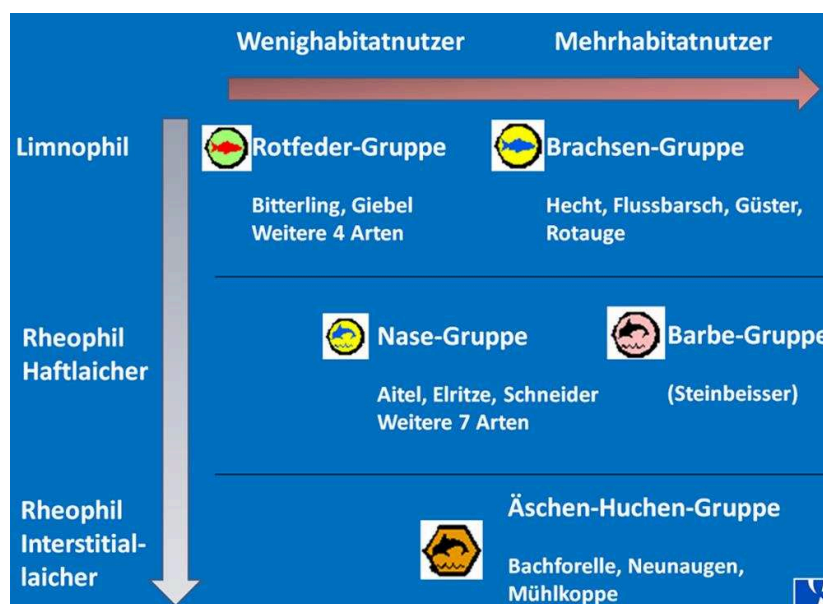 Wenighabitatnutzer
Mehrhabitatnutzer
Limnophil
Rotfeder-Gruppe
Bitterling, Giebel
Weitere 4 Arten
Brachsen-Gruppe
Hecht, Flussbarsch, Güster,
Rotauge
Rheophil
Haftlaicher
Nase-Gruppe
Aitel, Elritze, Schneider
Weitere 7 Arten
Barbe-Gruppe
(Steinbeisser)
Rheophil
Interstitial-
laicher
Äschen-Huchen-Gruppe
Bachforelle, Neunaugen,
Mühlkoppe